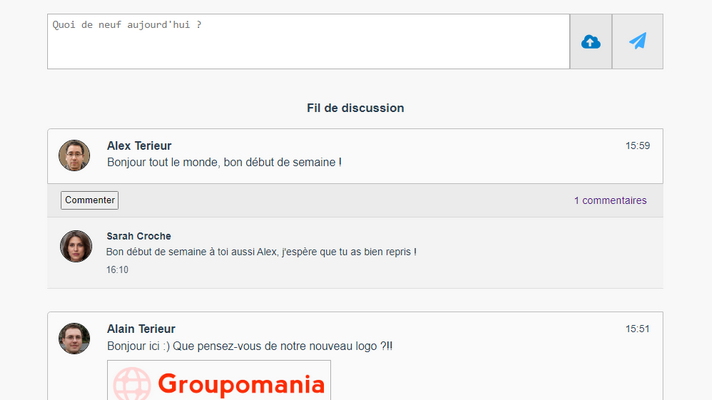 Quoi de neuf aujourd'hui ?
Fil de discussion
Alex Terieur
15:59
Bonjour tout le monde, bon début de semaine !
Commenter
1 commentaires
Sarah Croche
Bon début de semaine à toi aussi Alex, j'espère que tu as bien repris !
16:10
Alain Terieur
15:51
Bonjour ici :) Que pensez-vous de notre nouveau logo ?!!
Groupomania